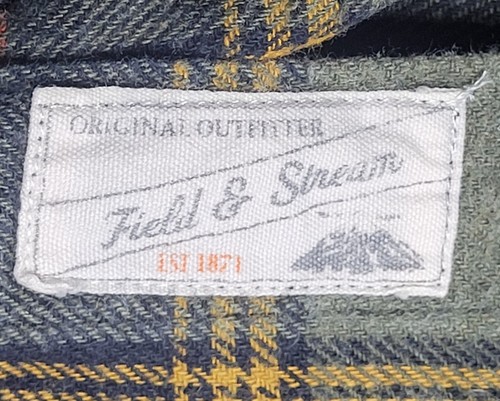 ORIGINAL OUTFITTER
Field & Stream
EST 1871